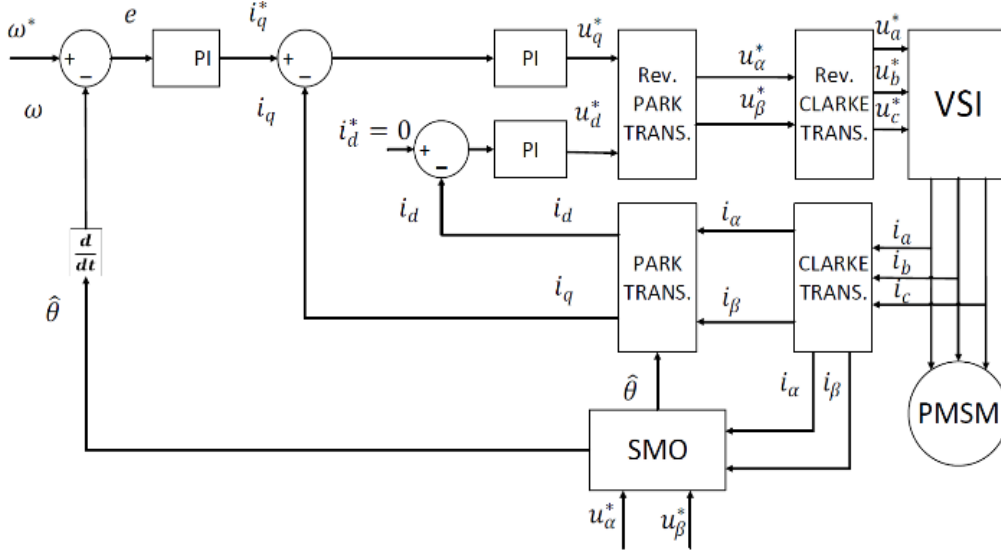 ω*
+
−
ω
e
PI
i_q^*
+
−
i_q
PI
u_q^*
i_d^* = 0
+
−
PI
u_d^*
Rev.
PARK
TRANS.
u_α^*
u_β^*
Rev.
CLARKE
TRANS.
u_a^*
u_b^*
u_c^*
VSI
i_d
i_d
i_q
PARK
TRANS.
i_α
i_β
CLARKE
TRANS.
i_a
i_b
i_c
d
dt
θ̂
θ̂
i_α
i_β
PMSM
SMO
u_α^*
u_β^*